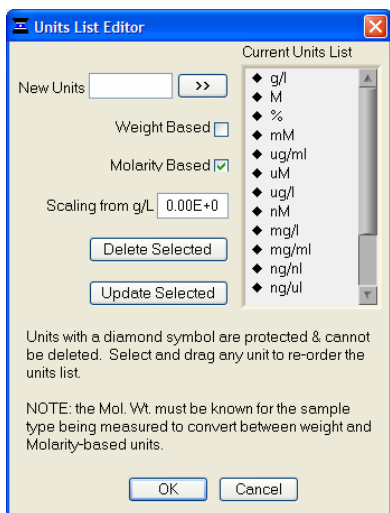 Units List Editor
Current Units List
New Units
>>
Weight Based
Molarity Based
Scaling from g/L 0.00E+0
Delete Selected
Update Selected
g/l
M
%
mM
ug/ml
uM
ug/l
nM
mg/l
mg/ml
ng/nl
ng/ul
Units with a diamond symbol are protected & cannot
be deleted. Select and drag any unit to re-order the
units list.
NOTE: the Mol. Wt. must be known for the sample
type being measured to convert between weight and
Molarity-based units.
OK
Cancel